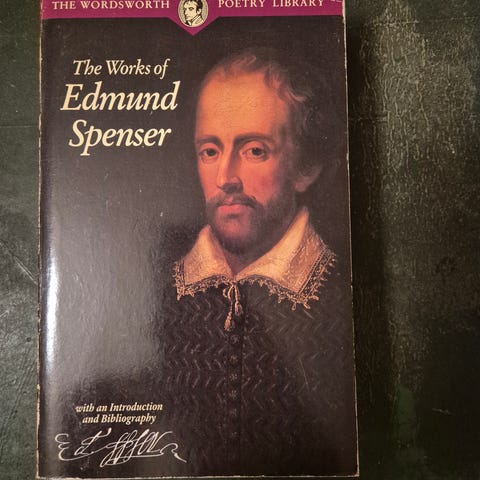 THE WORDSWORTH POETRY LIBRARY
The Works of
Edmund
Spenser
with an Introduction
and Bibliography